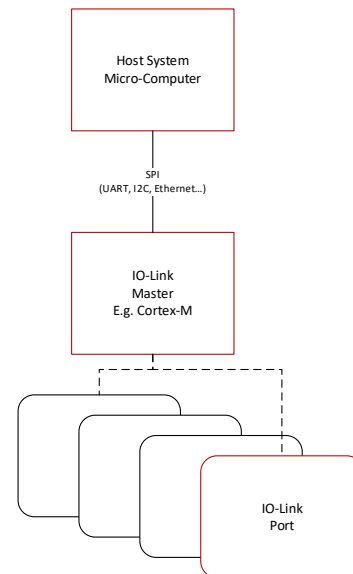 Host System
Micro-Computer
SPI
(UART, I2C, Ethernet...)
IO-Link
Master
E.g. Cortex-M
IO-Link
Port